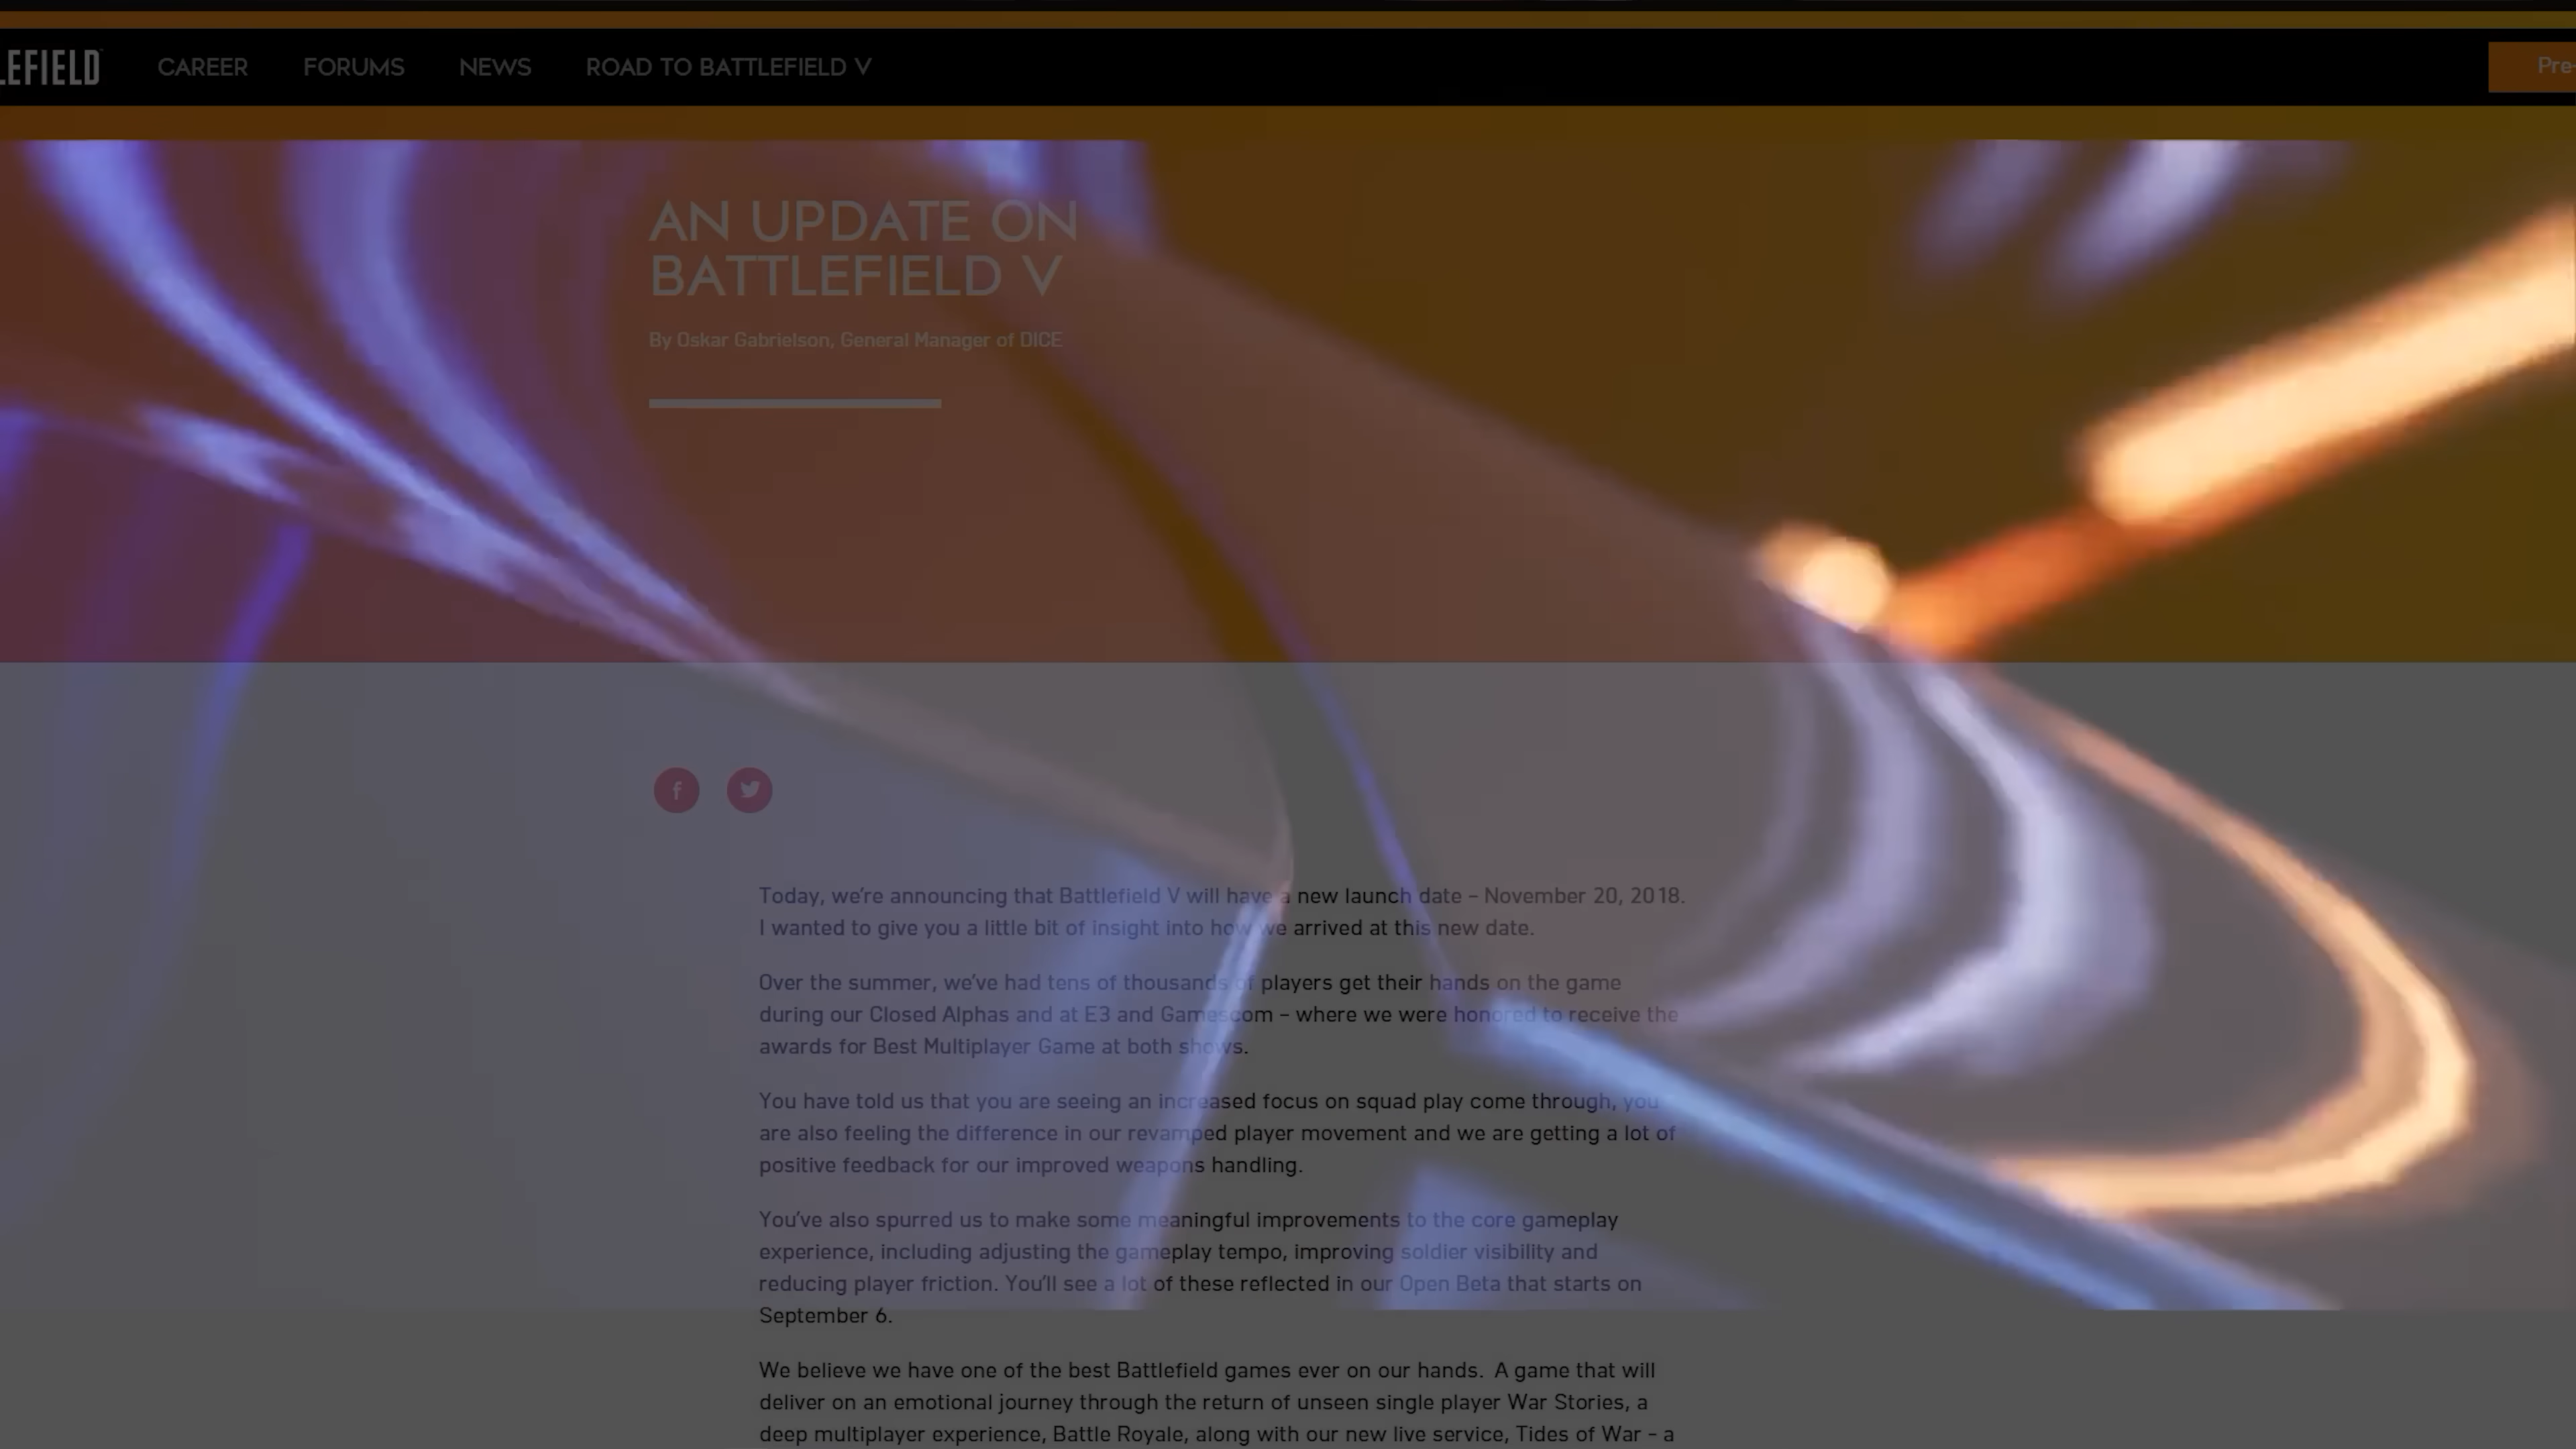 LEFIELD
CAREER FORUMS NEWS ROAD TO BATTLEFIELD V
Pre-
AN UPDATE ON
BATTLEFIELD V
By Oskar Gabrielson, General Manager of DICE
Today, we're announcing that Battlefield V will have a new launch date – November 20, 2018.
I wanted to give you a little bit of insight into how we arrived at this new date.
Over the summer, we've had tens of thousands of players get their hands on the game
during our Closed Alphas and at E3 and Gamescom – where we were honored to receive the
awards for Best Multiplayer Game at both shows.
You have told us that you are seeing an increased focus on squad play come through, you
are also feeling the difference in our revamped player movement and we are getting a lot of
positive feedback for our improved weapons handling.
You've also spurred us to make some meaningful improvements to the core gameplay
experience, including adjusting the gameplay tempo, improving soldier visibility and
reducing player friction. You'll see a lot of these reflected in our Open Beta that starts on
September 6.
We believe we have one of the best Battlefield games ever on our hands. A game that will
deliver on an emotional journey through the return of unseen single player War Stories, a
deep multiplayer experience, Battle Royale, along with our new live service, Tides of War – a